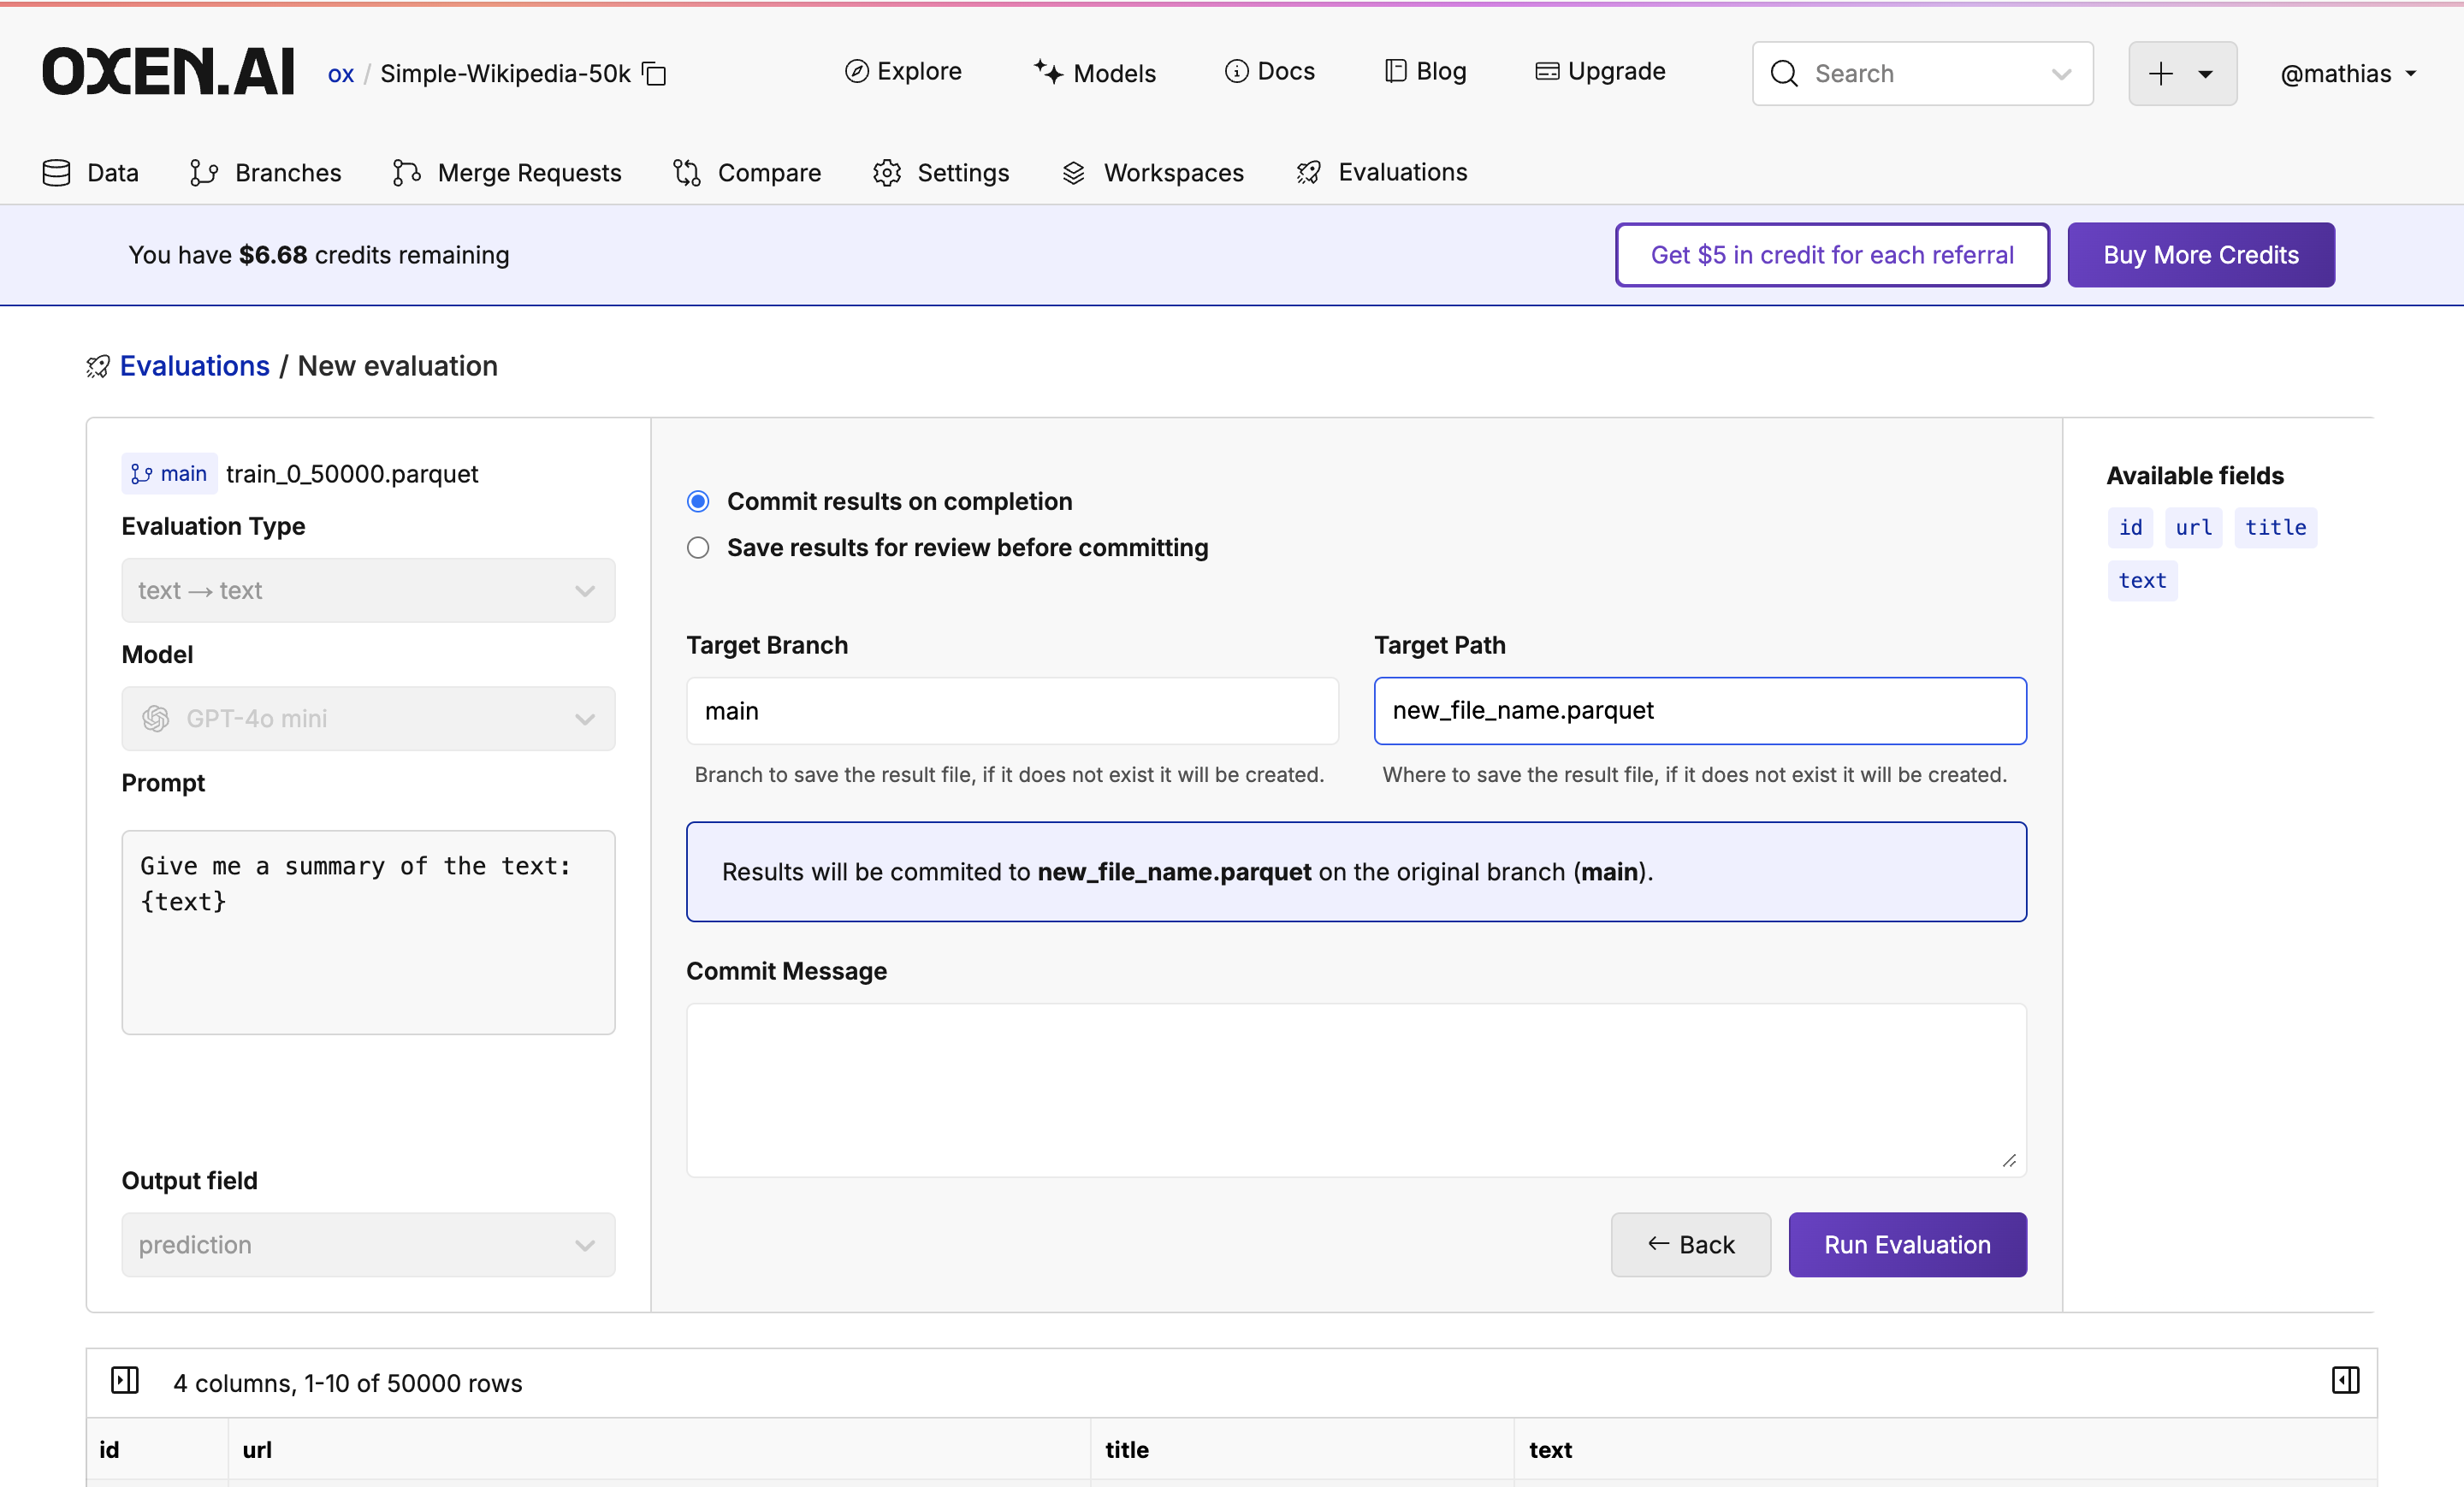 OXEN.AI ox / Simple-Wikipedia-50k Explore Models Docs Blog Upgrade Search @mathias
Data Branches Merge Requests Compare Settings Workspaces Evaluations
You have $6.68 credits remaining Get $5 in credit for each referral Buy More Credits
Evaluations / New evaluation
main train_0_50000.parquet
Evaluation Type
text → text
Model
GPT-4o mini
Prompt
Give me a summary of the text:
{text}
Output field
prediction
Commit results on completion
Save results for review before committing
Target Branch
main
Branch to save the result file, if it does not exist it will be created.
Target Path
new_file_name.parquet
Where to save the result file, if it does not exist it will be created.
Results will be commited to new_file_name.parquet on the original branch (main).
Commit Message
← Back Run Evaluation
Available fields
id url title
text
4 columns, 1-10 of 50000 rows
id url title text